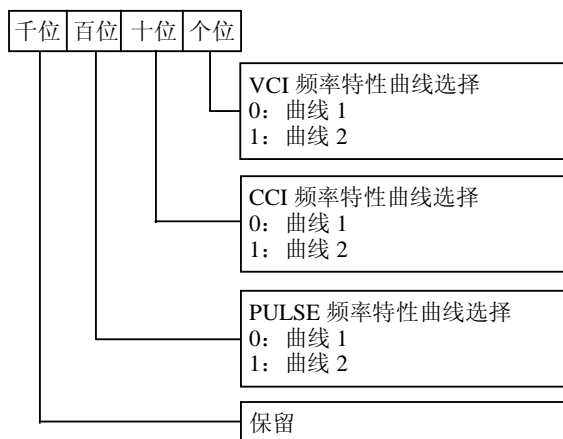 千位 百位 十位 个位
VCI 频率特性曲线选择
0：曲线 1
1：曲线 2
CCI 频率特性曲线选择
0：曲线 1
1：曲线 2
PULSE 频率特性曲线选择
0：曲线 1
1：曲线 2
保留